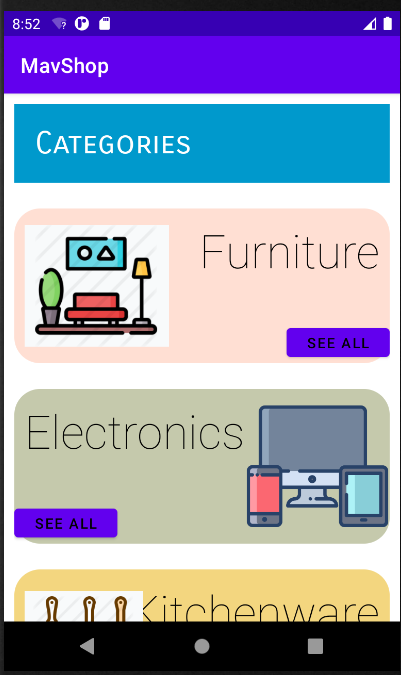 8:52
MavShop
Categories
Furniture
SEE ALL
Electronics
SEE ALL
Kitchenware